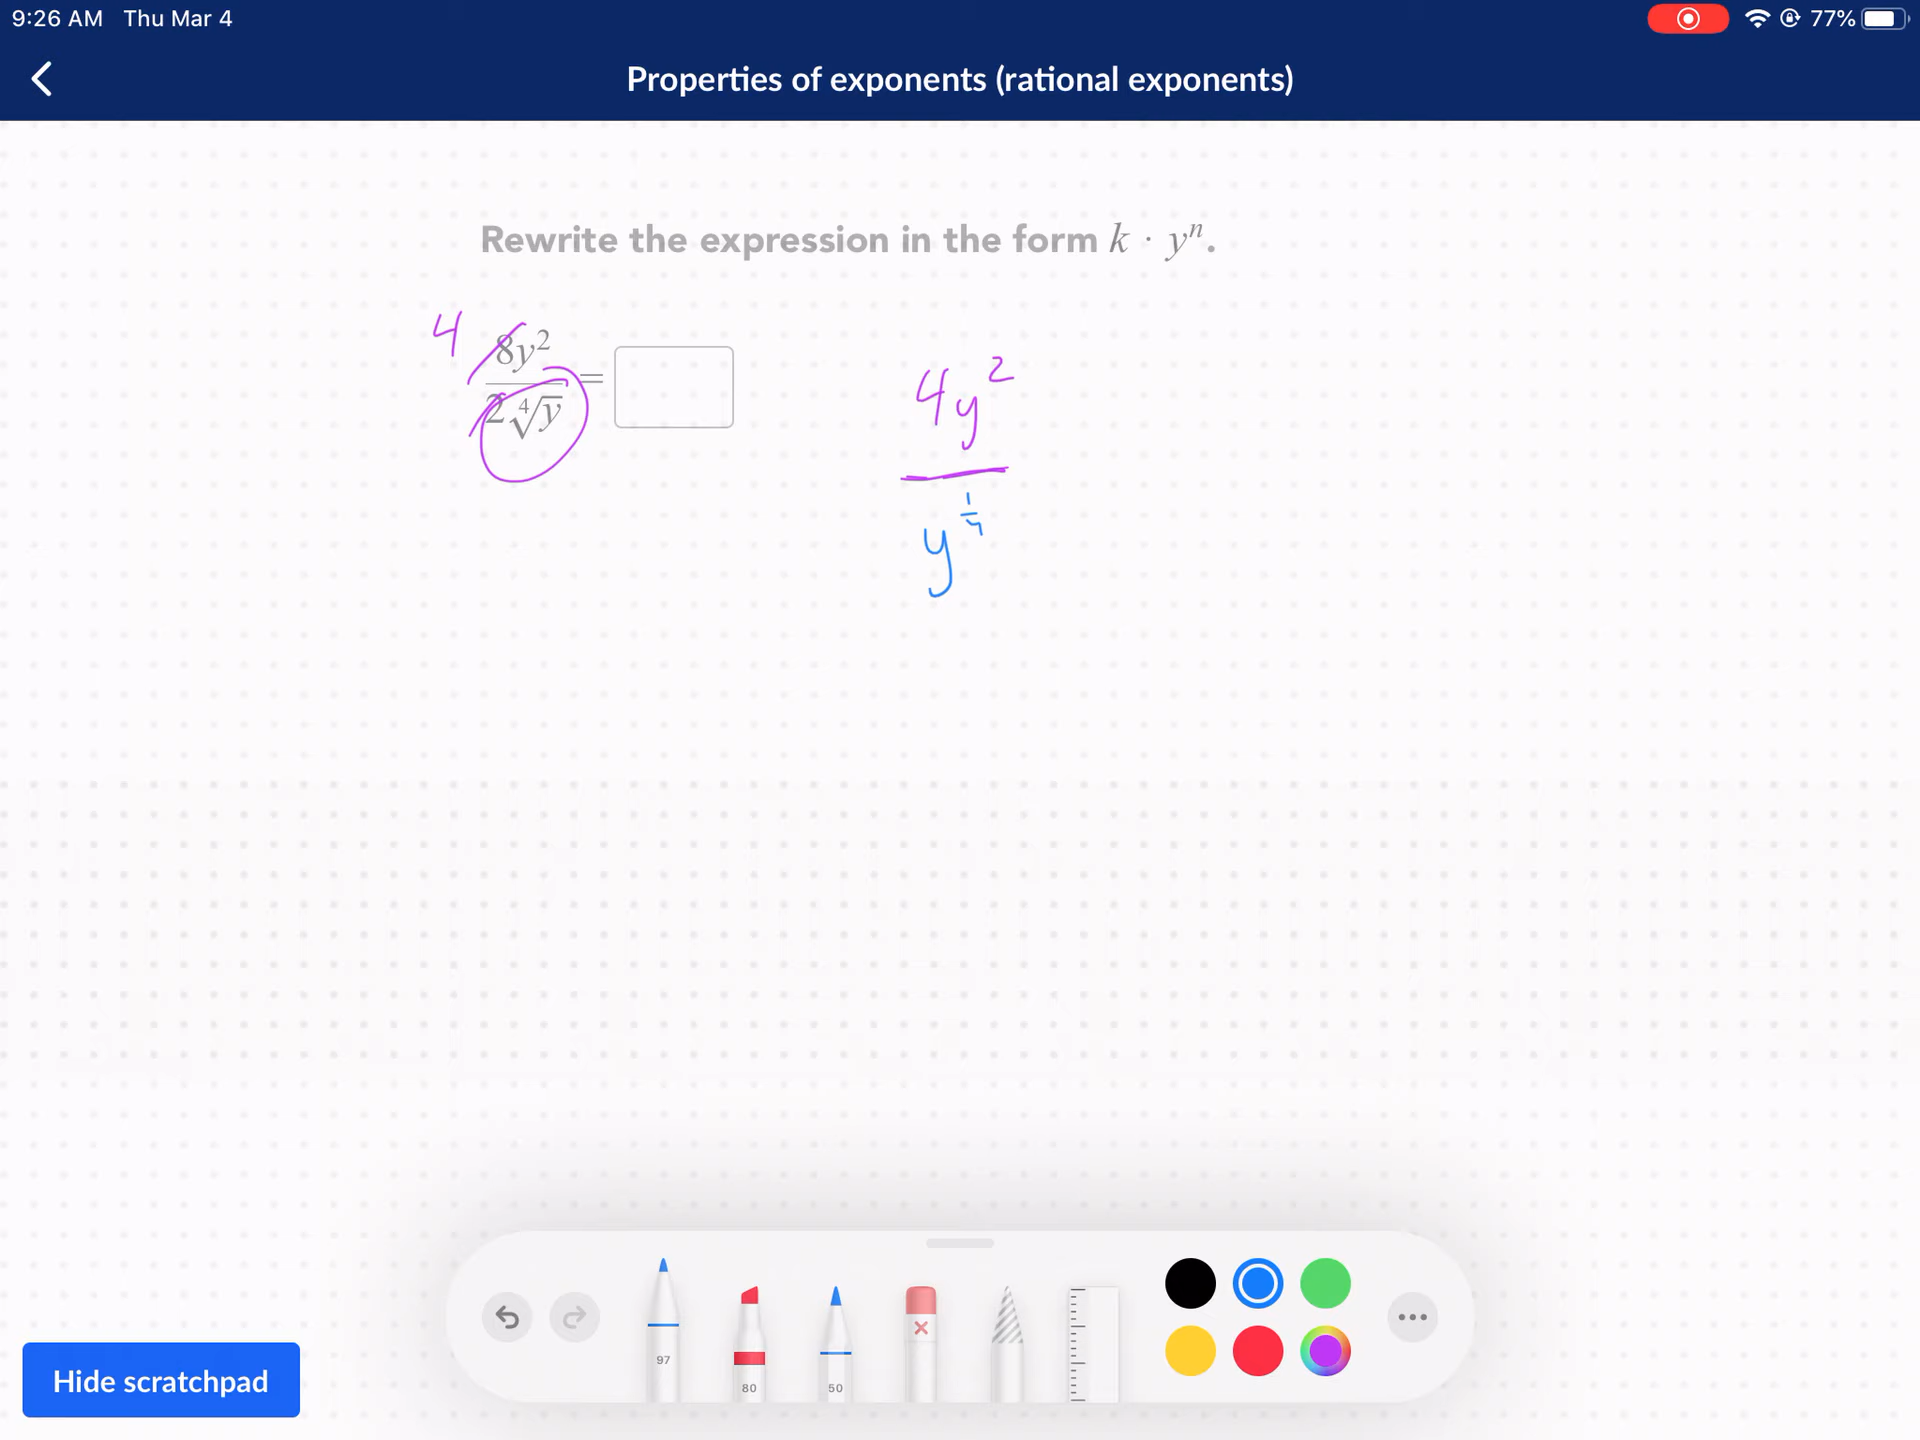 9:26 AM Thu Mar 4 77%
Properties of exponents (rational exponents)
Rewrite the expression in the form k · yⁿ.
4 8y² / 2 ∜y =
4y² / y^(1/4)
97 80 50
Hide scratchpad